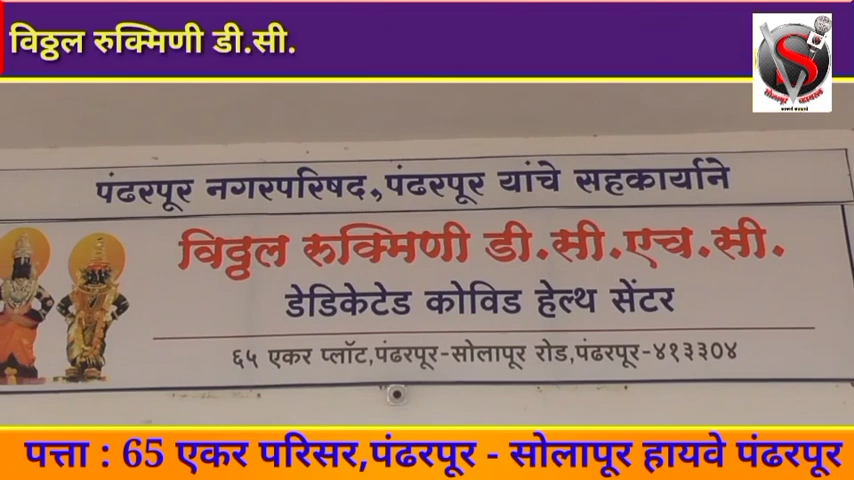 विठ्ठल रुक्मिणी डी.सी.
पंढरपूर नगरपरिषद,पंढरपूर यांचे सहकार्याने
विठ्ठल रुक्मिणी डी.सी.एच.सी.
डेडिकेटेड कोविड हेल्थ सेंटर
६५ एकर प्लॉट,पंढरपूर-सोलापूर रोड,पंढरपूर-४१३३०४
पत्ता : 65 एकर परिसर,पंढरपूर - सोलापूर हायवे पंढरपूर